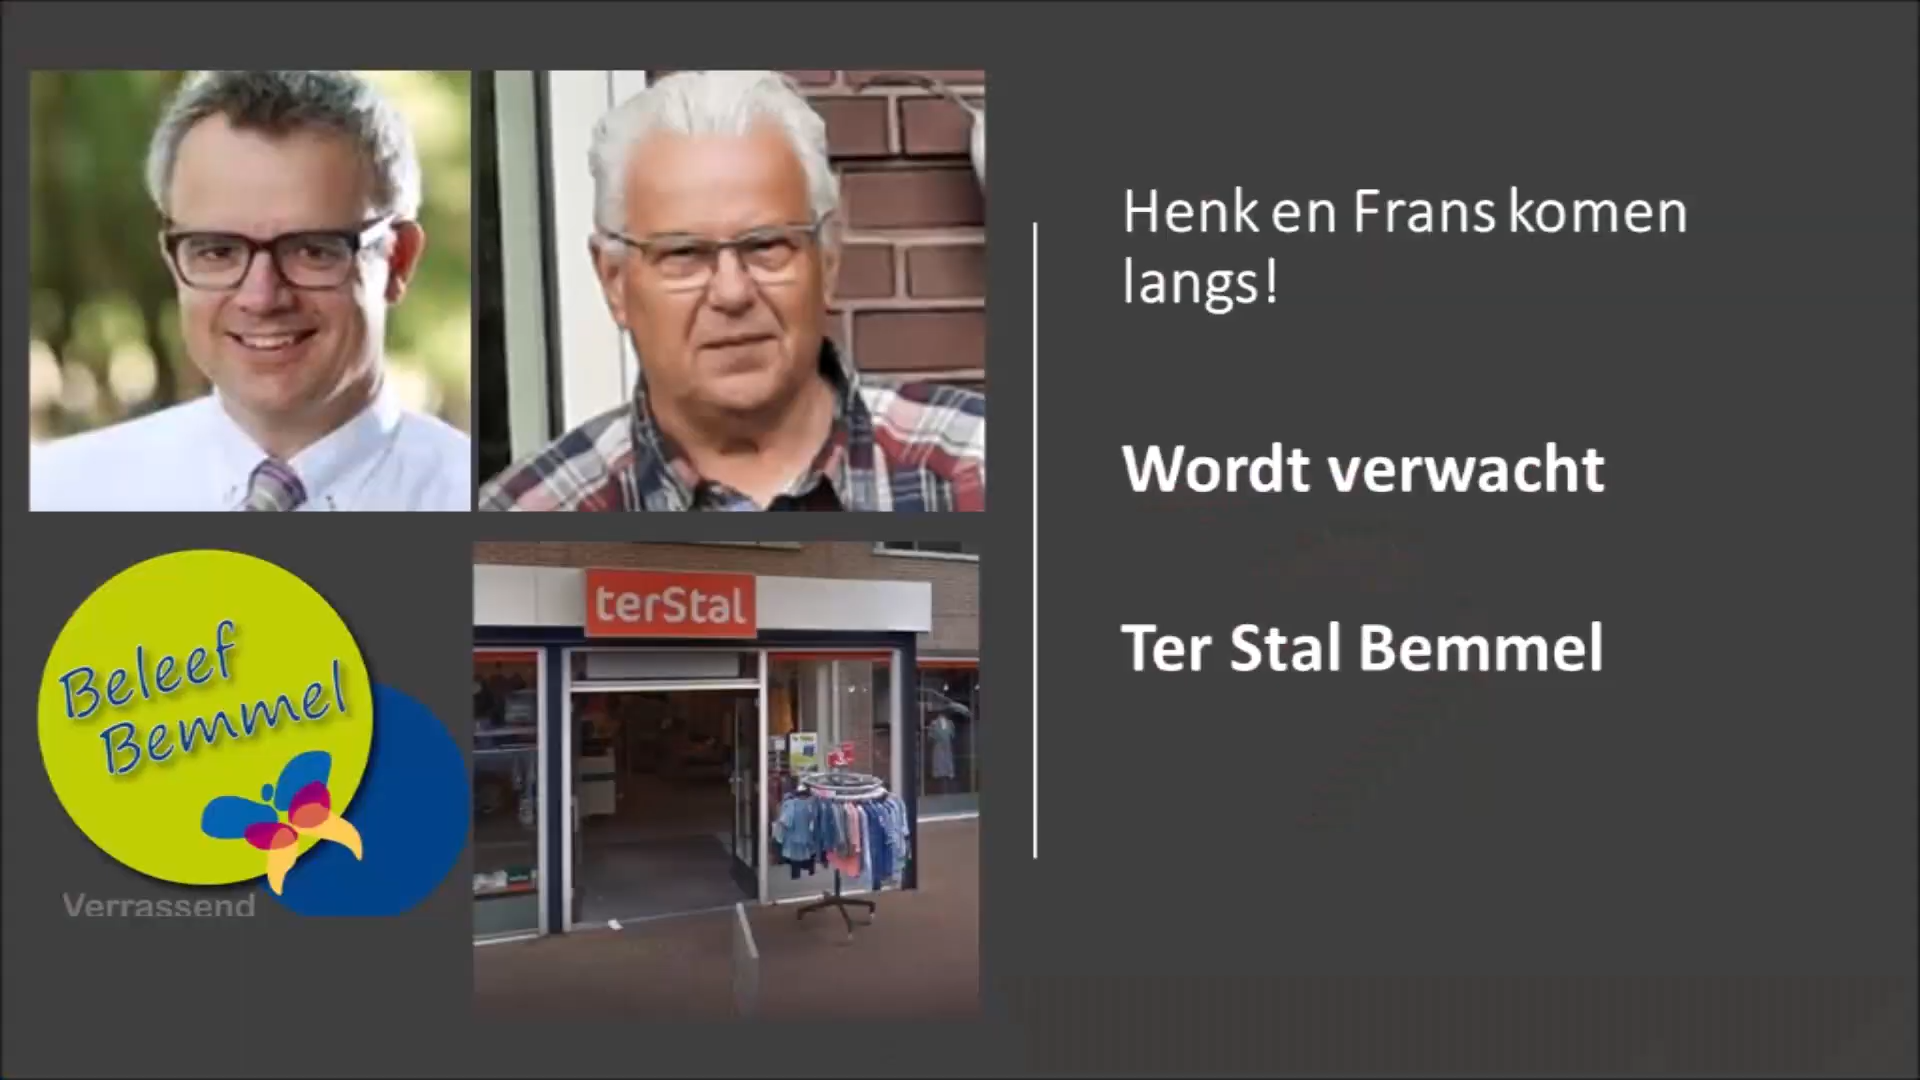 Henk en Frans komen
langs!
Wordt verwacht
Ter Stal Bemmel
Beleef
Bemmel
Verrassend
terStal